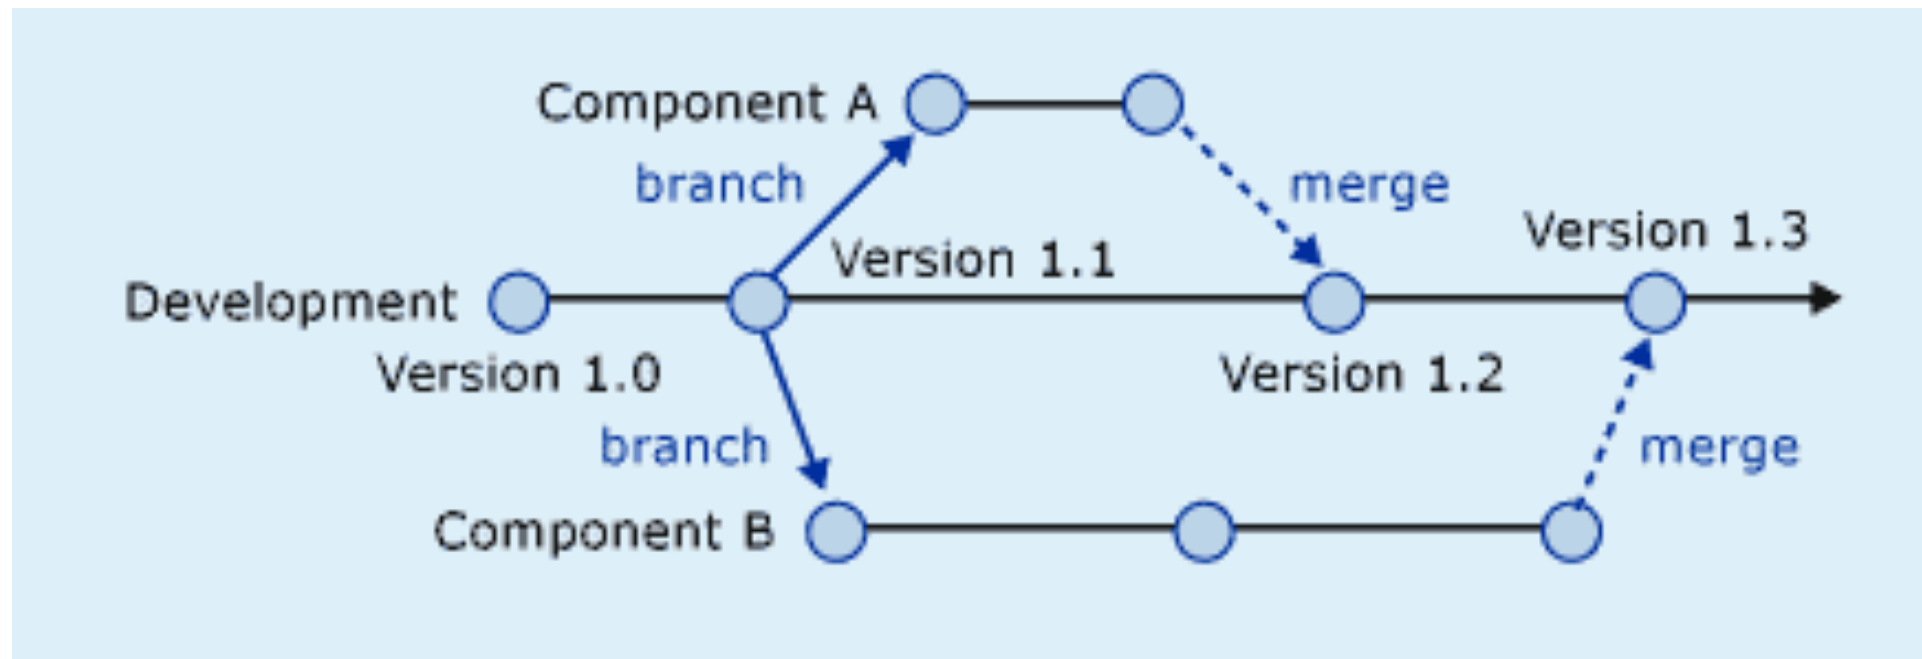 Component A
branch
merge
Version 1.3
Version 1.1
Development
Version 1.0
Version 1.2
branch
merge
Component B